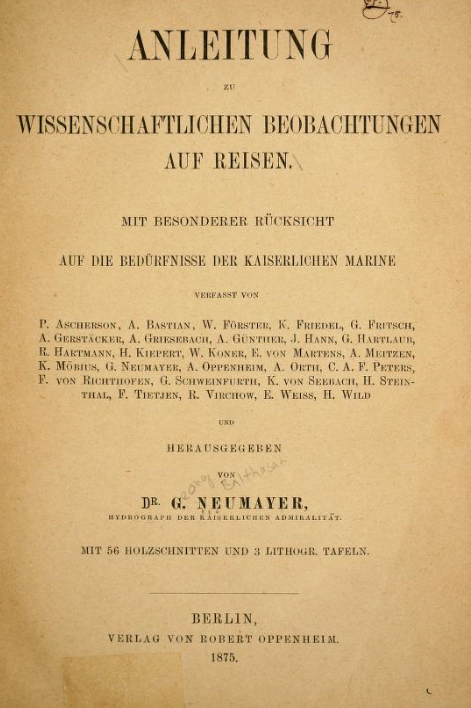 ANLEITUNG
ZU
WISSENSCHAFTLICHEN BEOBACHTUNGEN
AUF REISEN.
MIT BESONDERER RÜCKSICHT
AUF DIE BEDÜRFNISSE DER KAISERLICHEN MARINE
VERFASST VON
P. ASCHERSON, A. BASTIAN, W. FÖRSTER, K. FRIEDEL, G. FRITSCH,
A. GERSTÄCKER, A. GRIESEBACH, A. GÜNTHER, J. HANN, G. HARTLAUB,
R. HARTMANN, H. KIEPERT, W. KONER, E. VON MARTENS, A. MEITZEN,
K. MÖBIUS, G. NEUMAYER, A. OPPENHEIM, A. ORTH, C. A. F. PETERS,
F. VON RICHTHOFEN, G. SCHWEINFURTH, K. VON SEEBACH, H. STEIN-
THAL, F. TIETJEN, R. VIRCHOW, E. WEISS, H. WILD
UND
HERAUSGEGEBEN
VON
Georg Balthasar
DR. G. NEUMAYER,
HYDROGRAPH DER KAISERLICHEN ADMIRALITÄT.
MIT 56 HOLZSCHNITTEN UND 3 LITHOGR. TAFELN.
BERLIN,
VERLAG VON ROBERT OPPENHEIM.
1875.